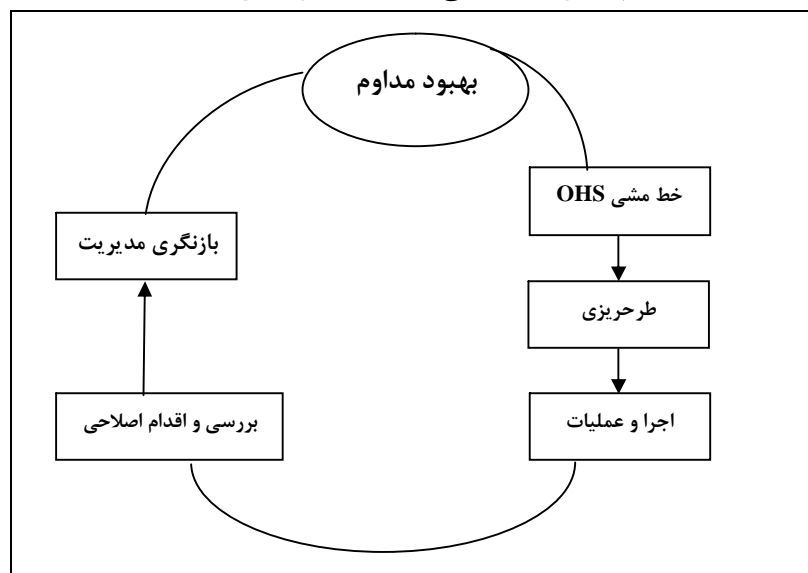 بهبود مداوم
خط مشی OHS
طرحریزی
اجرا و عملیات
بررسی و اقدام اصلاحی
بازنگری مدیریت